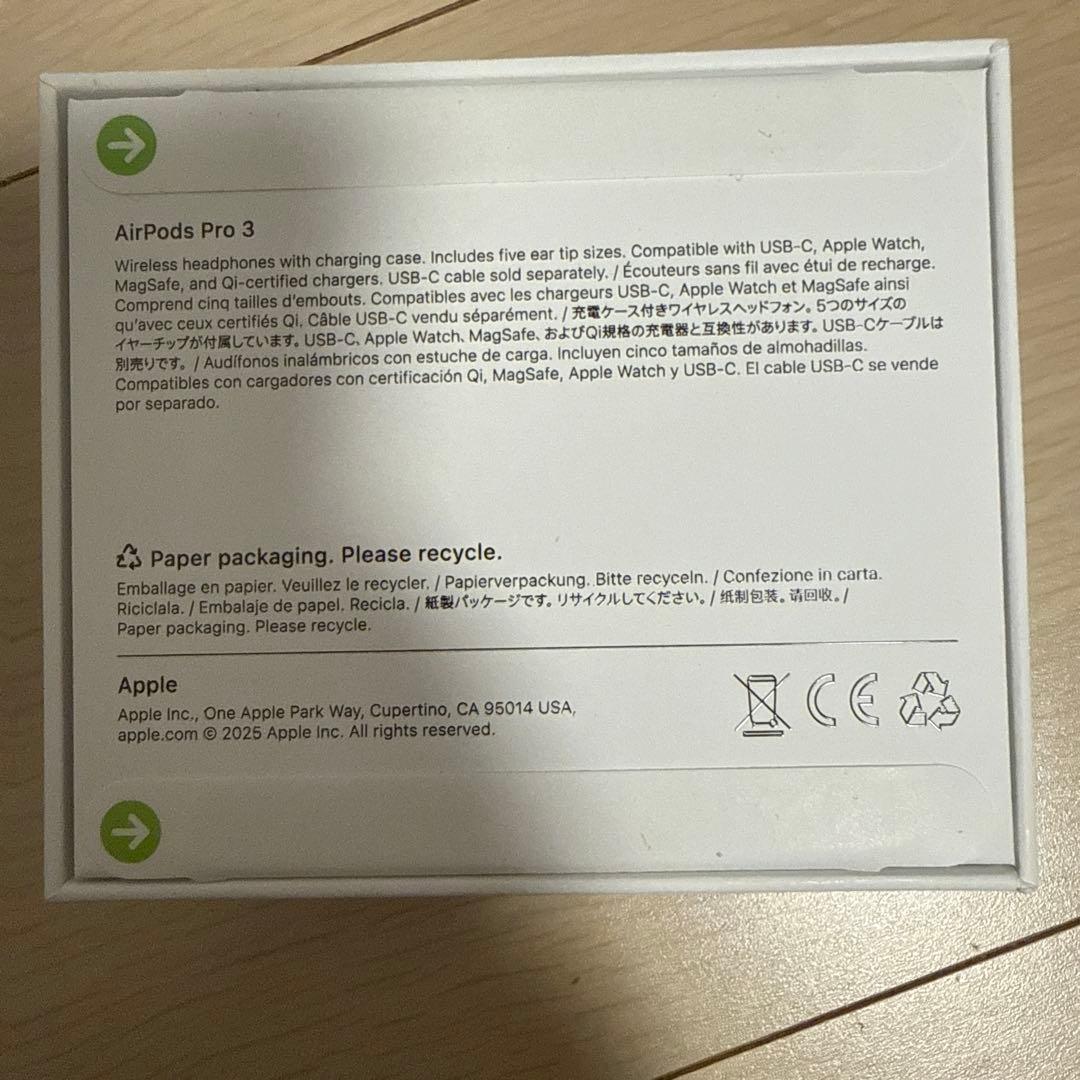 AirPods Pro 3
Wireless headphones with charging case. Includes five ear tip sizes. Compatible with USB-C, Apple Watch,
MagSafe, and Qi-certified chargers. USB-C cable sold separately. / Écouteurs sans fil avec étui de recharge.
Comprend cinq tailles d'embouts. Compatibles avec les chargeurs USB-C, Apple Watch et MagSafe ainsi
qu'avec ceux certifiés Qi. Câble USB-C vendu séparément. / 充電ケース付きワイヤレスヘッドフォン。5つのサイズの
イヤーチップが付属しています。USB-C、Apple Watch、MagSafe、およびQi規格の充電器と互換性があります。USB-Cケーブルは
別売りです。 / Audífonos inalámbricos con estuche de carga. Incluyen cinco tamaños de almohadillas.
Compatibles con cargadores con certificación Qi, MagSafe, Apple Watch y USB-C. El cable USB-C se vende
por separado.
Paper packaging. Please recycle.
Emballage en papier. Veuillez le recycler. / Papierverpackung. Bitte recyceln. / Confezione in carta.
Riciclala. / Embalaje de papel. Recicla. / 紙製パッケージです。リサイクルしてください。 / 纸制包装。请回收。 /
Paper packaging. Please recycle.
Apple
Apple Inc., One Apple Park Way, Cupertino, CA 95014 USA,
apple.com © 2025 Apple Inc. All rights reserved.
CE